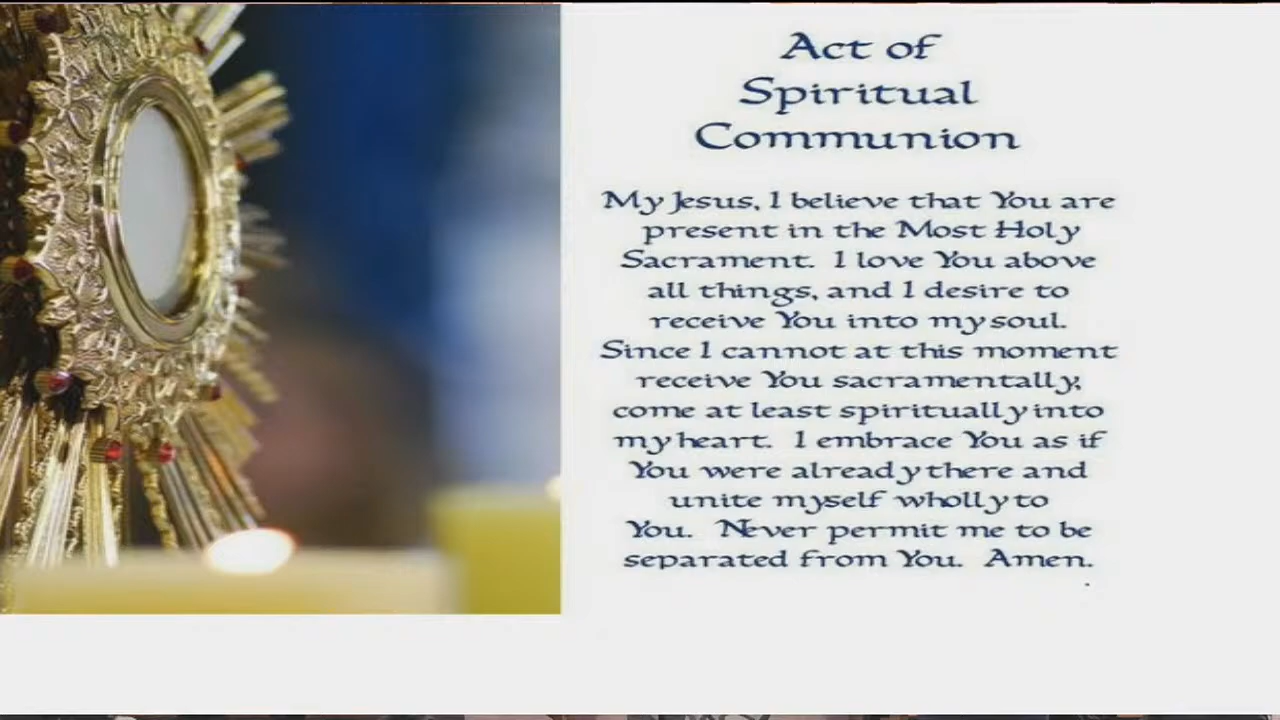 Act of
Spiritual
Communion
My Jesus, I believe that You are
present in the Most Holy
Sacrament. I love You above
all things, and I desire to
receive You into my soul.
Since I cannot at this moment
receive You sacramentally,
come at least spiritually into
my heart. I embrace You as if
You were already there and
unite myself wholly to
You. Never permit me to be
separated from You. Amen.
.